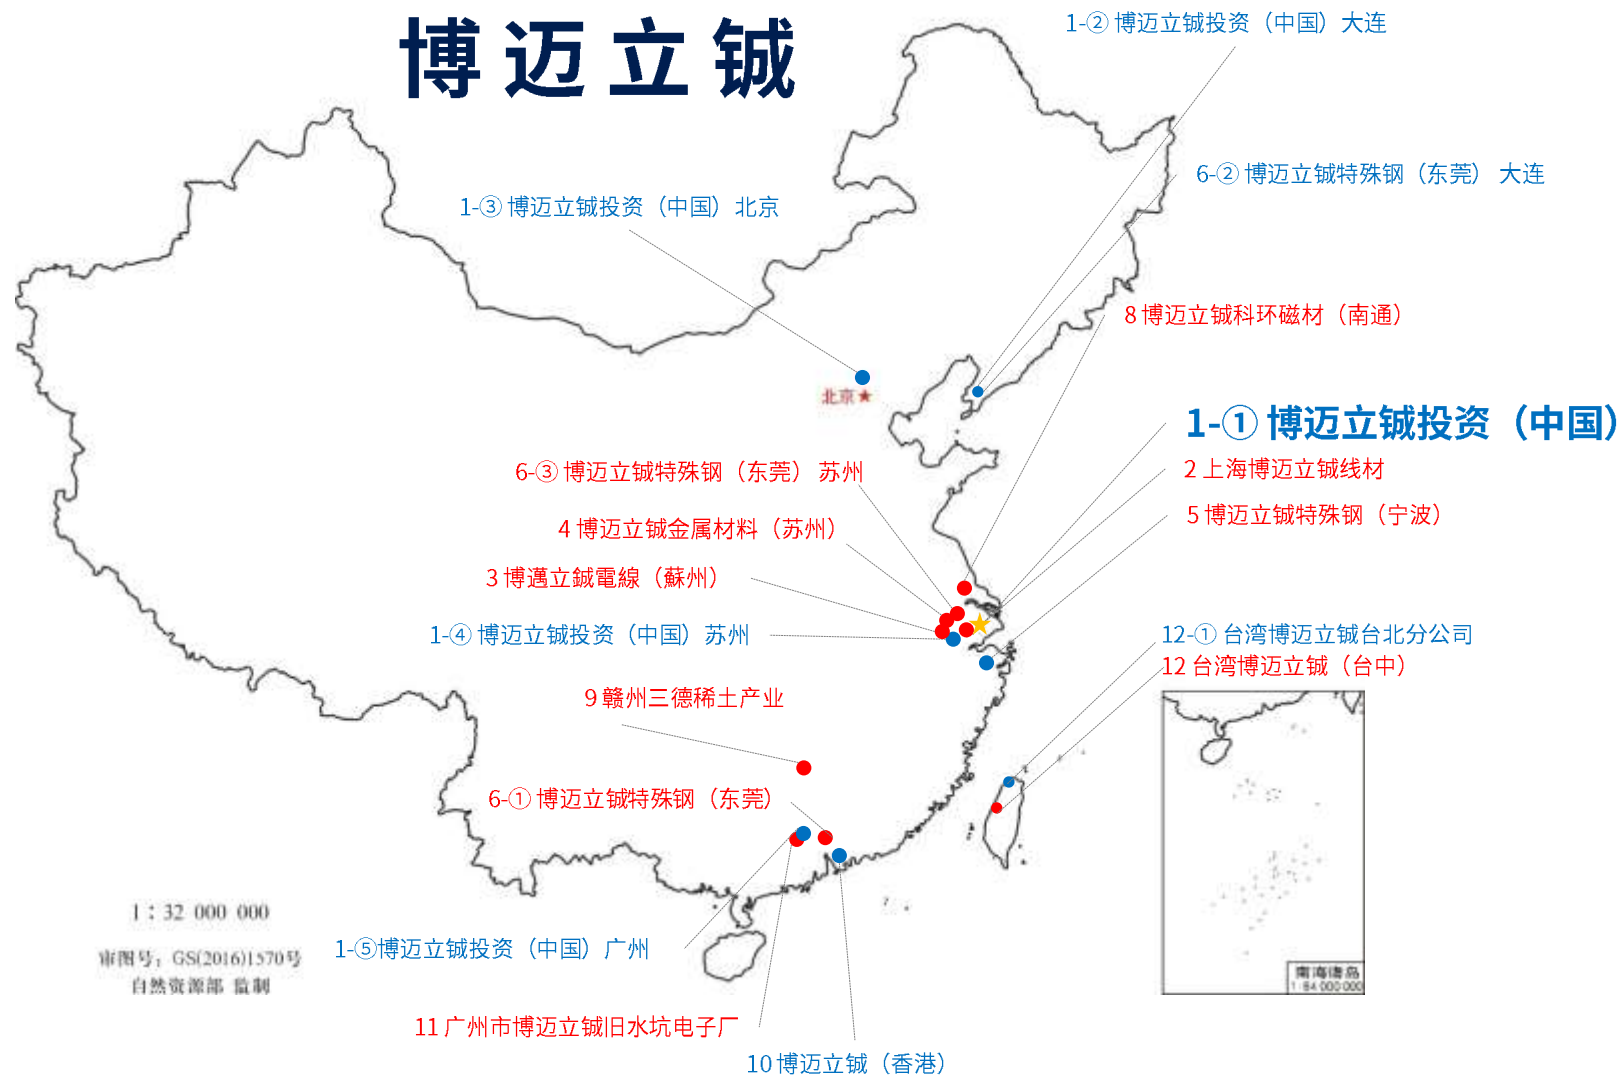 博迈立铖
1-② 博迈立铖投资（中国）大连
6-② 博迈立铖特殊钢（东莞） 大连
1-③ 博迈立铖投资（中国）北京
8 博迈立铖科环磁材（南通）
北京★
1-① 博迈立铖投资（中国）
6-③ 博迈立铖特殊钢（东莞） 苏州
2 上海博迈立铖线材
5 博迈立铖特殊钢（宁波）
4 博迈立铖金属材料（苏州）
3 博邁立鋮電線（蘇州）
1-④ 博迈立铖投资（中国）苏州
12-① 台湾博迈立铖台北分公司
12 台湾博迈立铖（台中）
9 赣州三德稀土产业
6-① 博迈立铖特殊钢（东莞）
1∶32 000 000
审图号：GS(2016)1570号
自然资源部 监制
1-⑤博迈立铖投资（中国）广州
南海诸岛
1:64 000 000
11 广州市博迈立铖旧水坑电子厂
10 博迈立铖（香港）